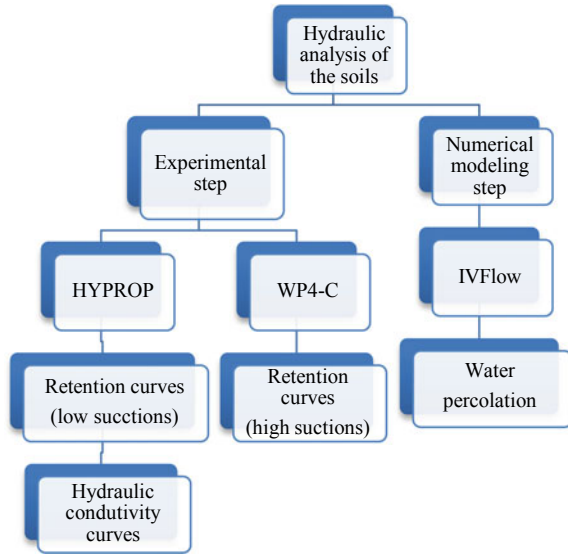 Hydraulic
analysis of
the soils
Experimental
step
Numerical
modeling
step
HYPROP
WP4-C
IVFlow
Retention curves
(low succtions)
Retention
curves
(high suctions)
Water
percolation
Hydraulic
condutivity
curves